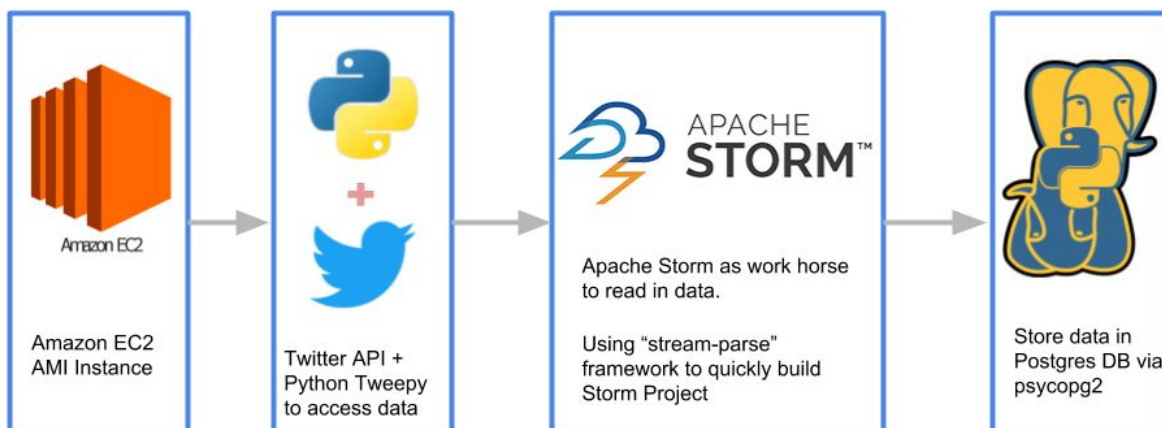 Amazon EC2
Amazon EC2
AMI Instance
Twitter API +
Python Tweepy
to access data
APACHE
STORM™
Apache Storm as work horse
to read in data.
Using “stream-parse”
framework to quickly build
Storm Project
Store data in
Postgres DB via
psycopg2